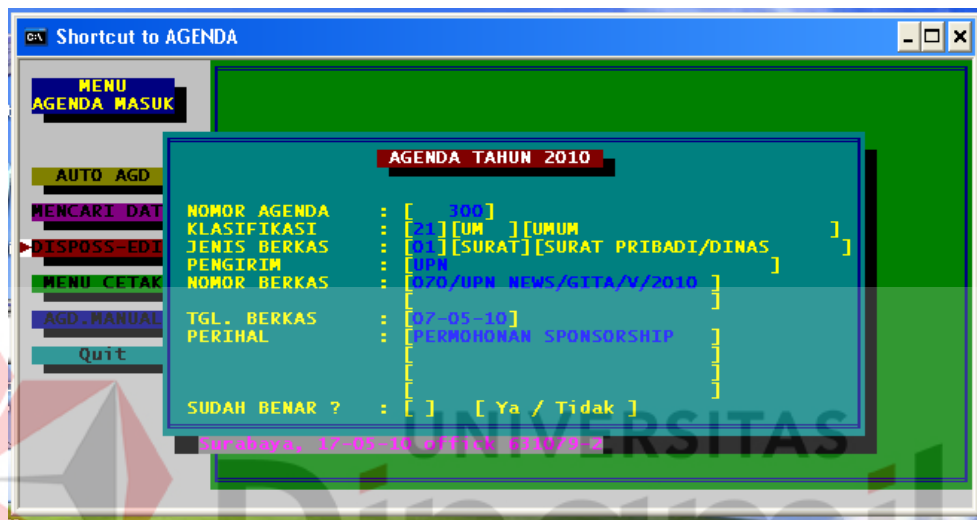 Shortcut to AGENDA
MENU
AGENDA MASUK
AUTO AGD
MENCARI DAT
DISPOSS-EDI
MENU CETAK
AGD.MANUAL
Quit
AGENDA TAHUN 2010
NOMOR AGENDA : [ 300]
KLASIFIKASI : [21][UM ][UMUM ]
JENIS BERKAS : [01][SURAT][SURAT PRIBADI/DINAS ]
PENGIRIM : [UPN ]
NOMOR BERKAS : [070/UPN NEWS/GITA/V/2010 ]
[ ]
TGL. BERKAS : [07-05-10]
PERIHAL : [PERMOHONAN SPONSORSHIP ]
[ ]
[ ]
[ ]
SUDAH BENAR ? : [ ] [ Ya / Tidak ]
Surabaya, 17-05-10 offick 631079-2
UNIVERSITAS